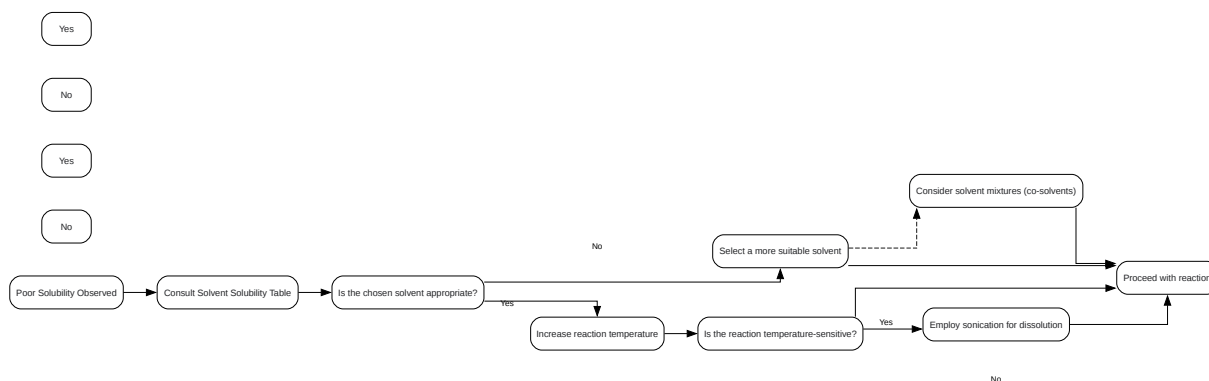 Yes
No
Yes
No
Consider solvent mixtures (co-solvents)
No
Select a more suitable solvent
Poor Solubility Observed
Consult Solvent Solubility Table
Is the chosen solvent appropriate?
Proceed with reaction
Yes
Increase reaction temperature
Is the reaction temperature-sensitive?
Yes
Employ sonication for dissolution
No